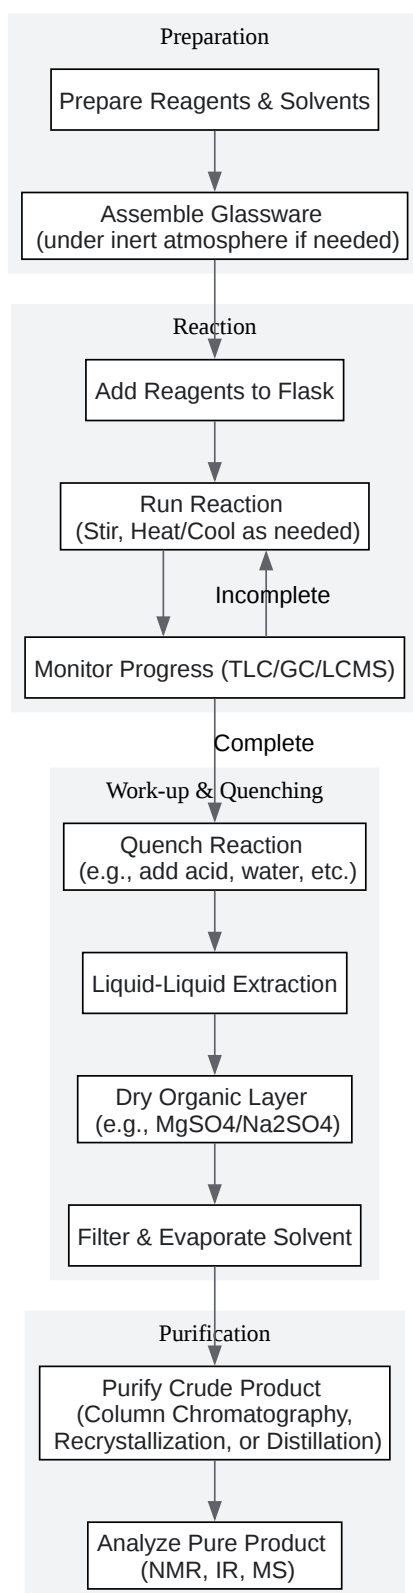 Preparation
Prepare Reagents & Solvents
Assemble Glassware
(under inert atmosphere if needed)
Reaction
Add Reagents to Flask
Run Reaction
(Stir, Heat/Cool as needed)
Incomplete
Monitor Progress (TLC/GC/LCMS)
Complete
Work-up & Quenching
Quench Reaction
(e.g., add acid, water, etc.)
Liquid-Liquid Extraction
Dry Organic Layer
(e.g., MgSO4/Na2SO4)
Filter & Evaporate Solvent
Purification
Purify Crude Product
(Column Chromatography,
Recrystallization, or Distillation)
Analyze Pure Product
(NMR, IR, MS)